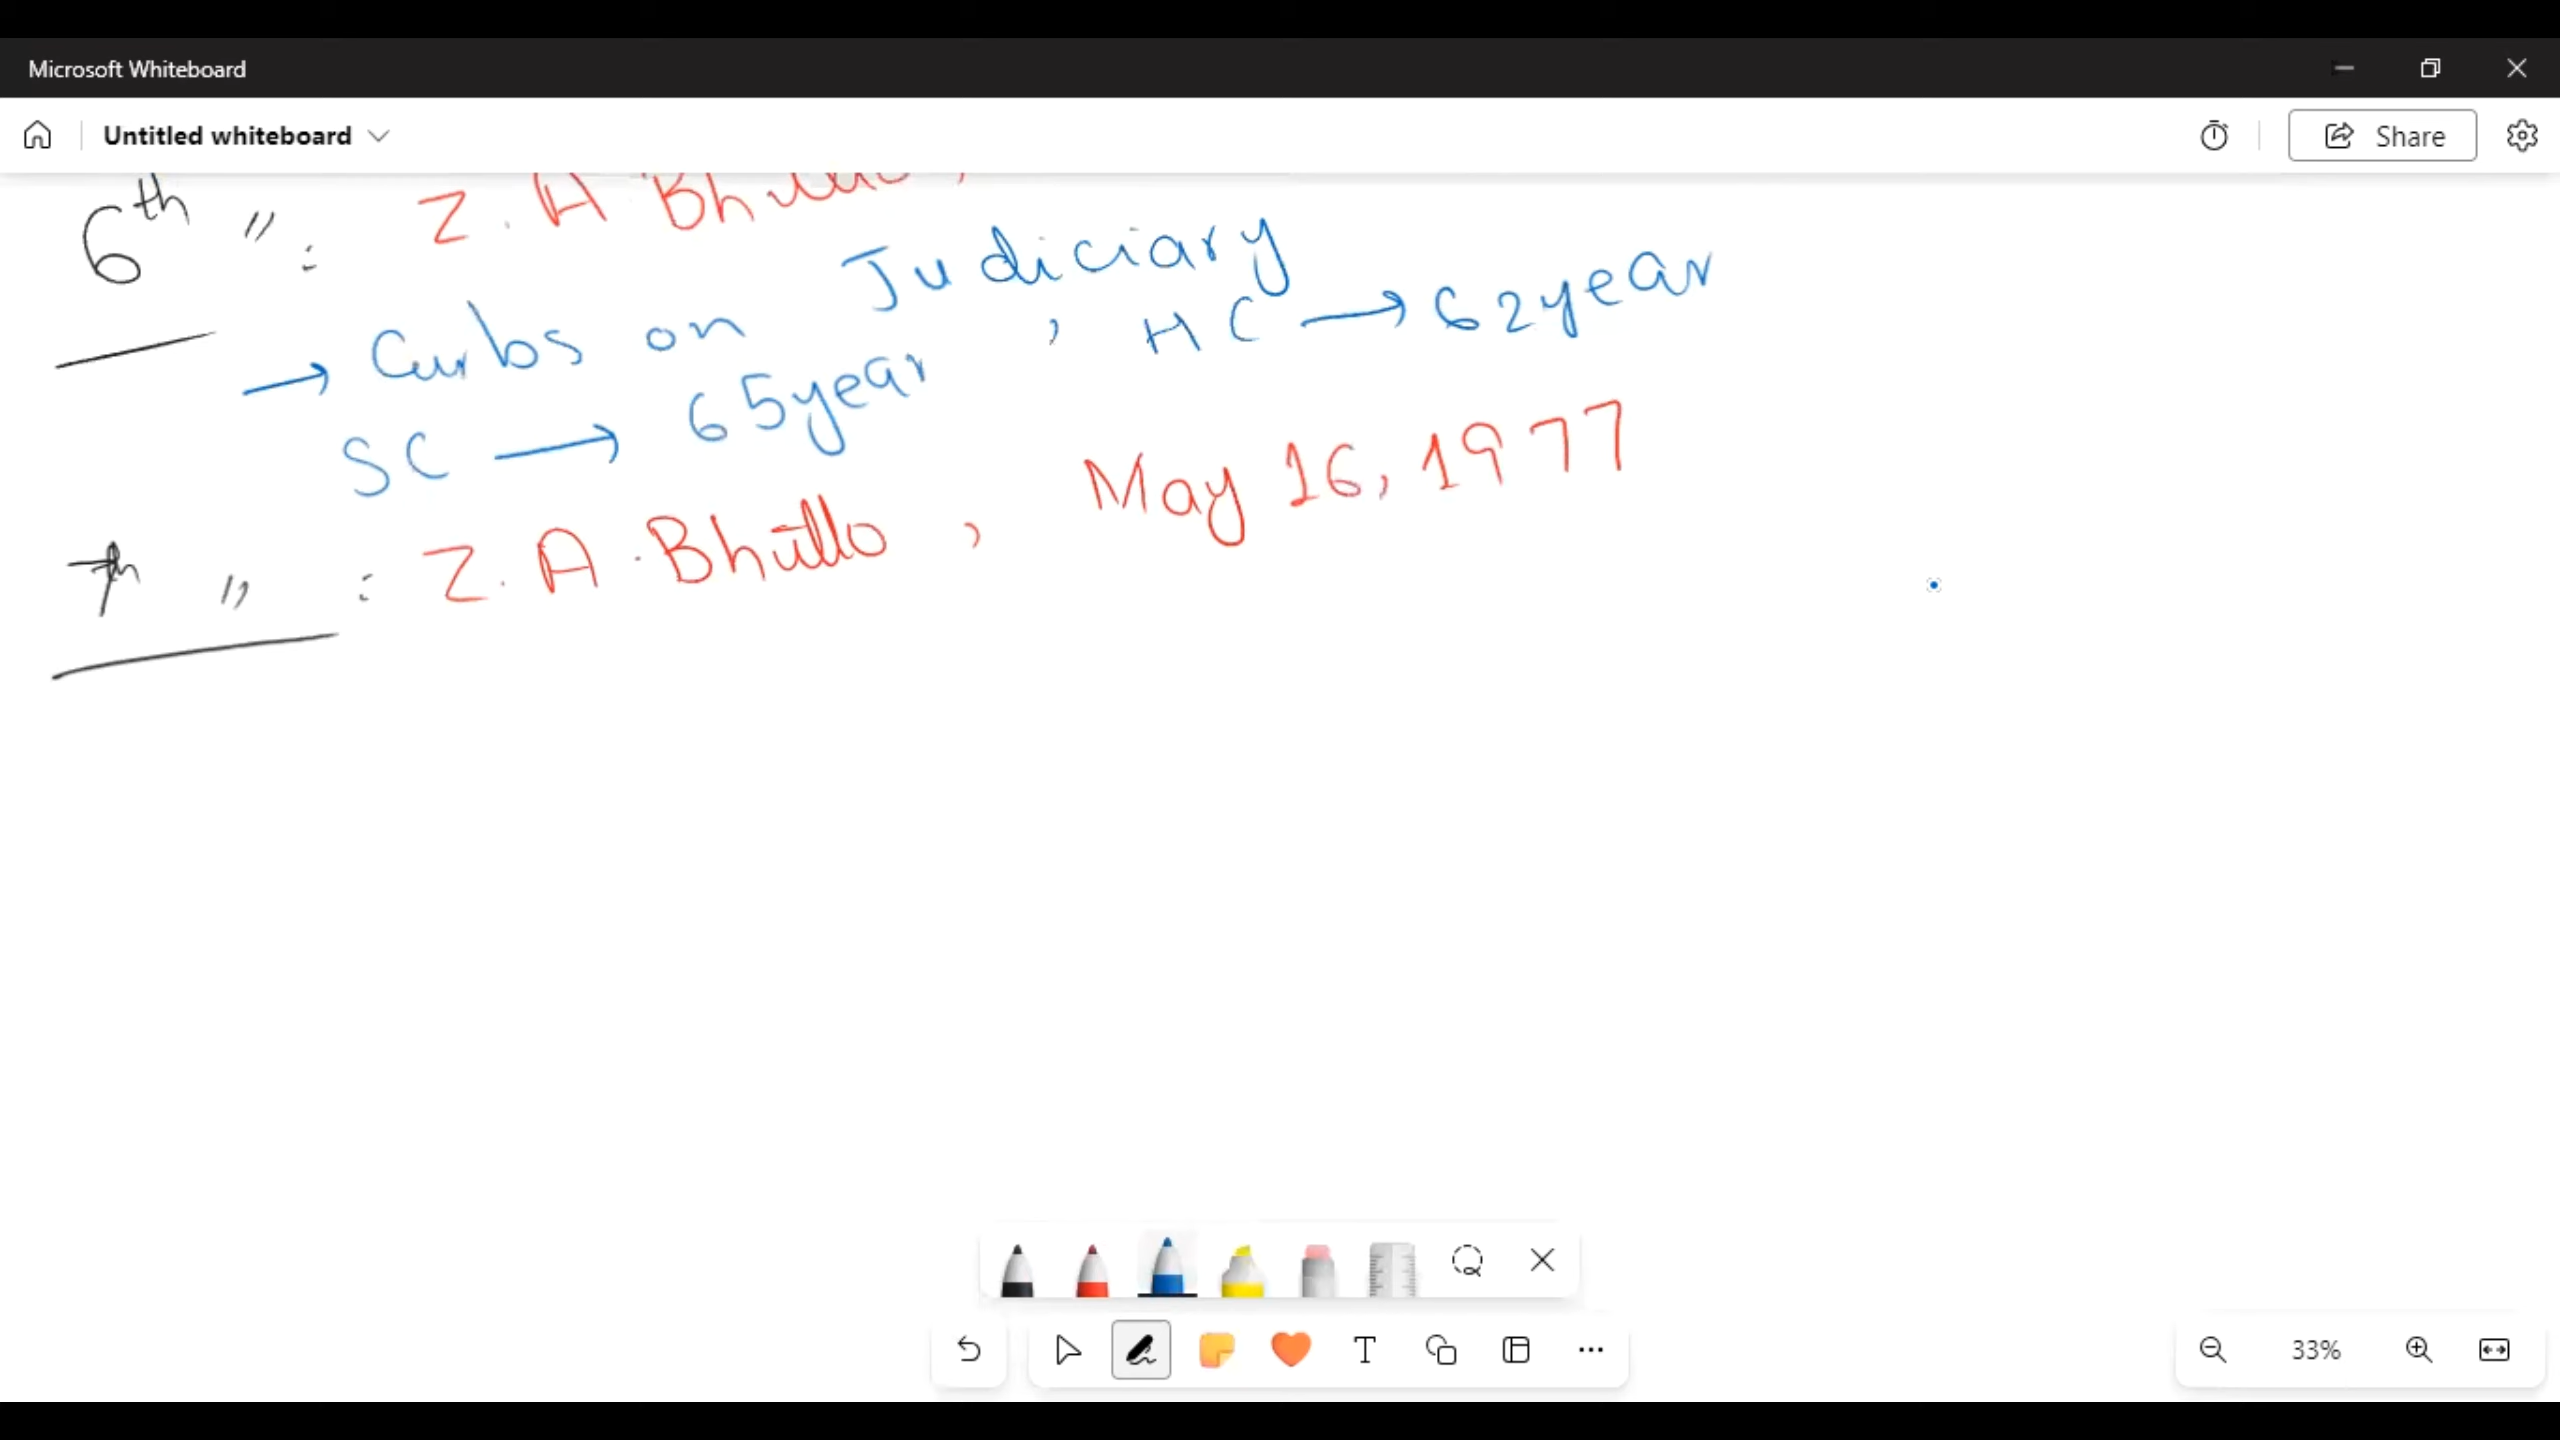 Microsoft Whiteboard
Untitled whiteboard
Share
6th " : Z. A Bhutto,
→ Curbs on Judiciary
SC → 65year , HC → 62year
7th " : Z. A. Bhutto , May 16, 1977
33%